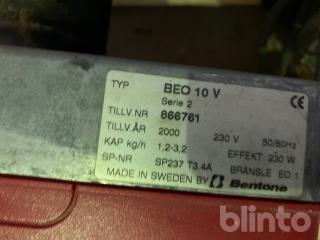 TYP BEO 10 V
Serie 2
TILLV.NR 866761
TILLV.ÅR 2000 230 V 50/60Hz
KAP kg/h 1,2-3,2 EFFEKT 230 W
SP-NR SP237 T3.4A BRÄNSLE EO 1
MADE IN SWEDEN BY Bentone
CE
blinto